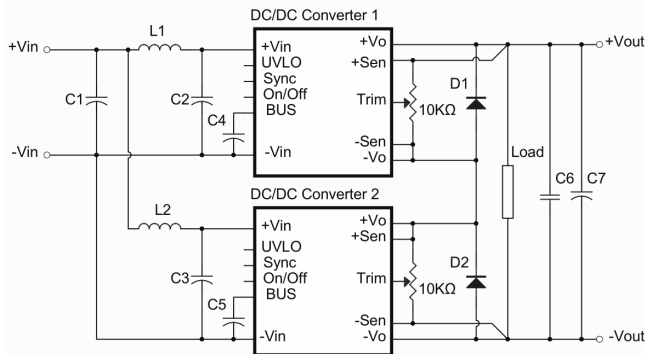 DC/DC Converter 1
L1
+Vin
+Vin
+Vo
+Vout
UVLO
+Sen
Sync
D1
C1
C2
On/Off
Trim
10KΩ
C4
BUS
-Sen
Load
-Vin
-Vin
-Vo
C6
C7
DC/DC Converter 2
L2
+Vin
+Vo
+Sen
UVLO
Sync
D2
C3
On/Off
Trim
10KΩ
C5
BUS
-Sen
-Vin
-Vo
-Vout